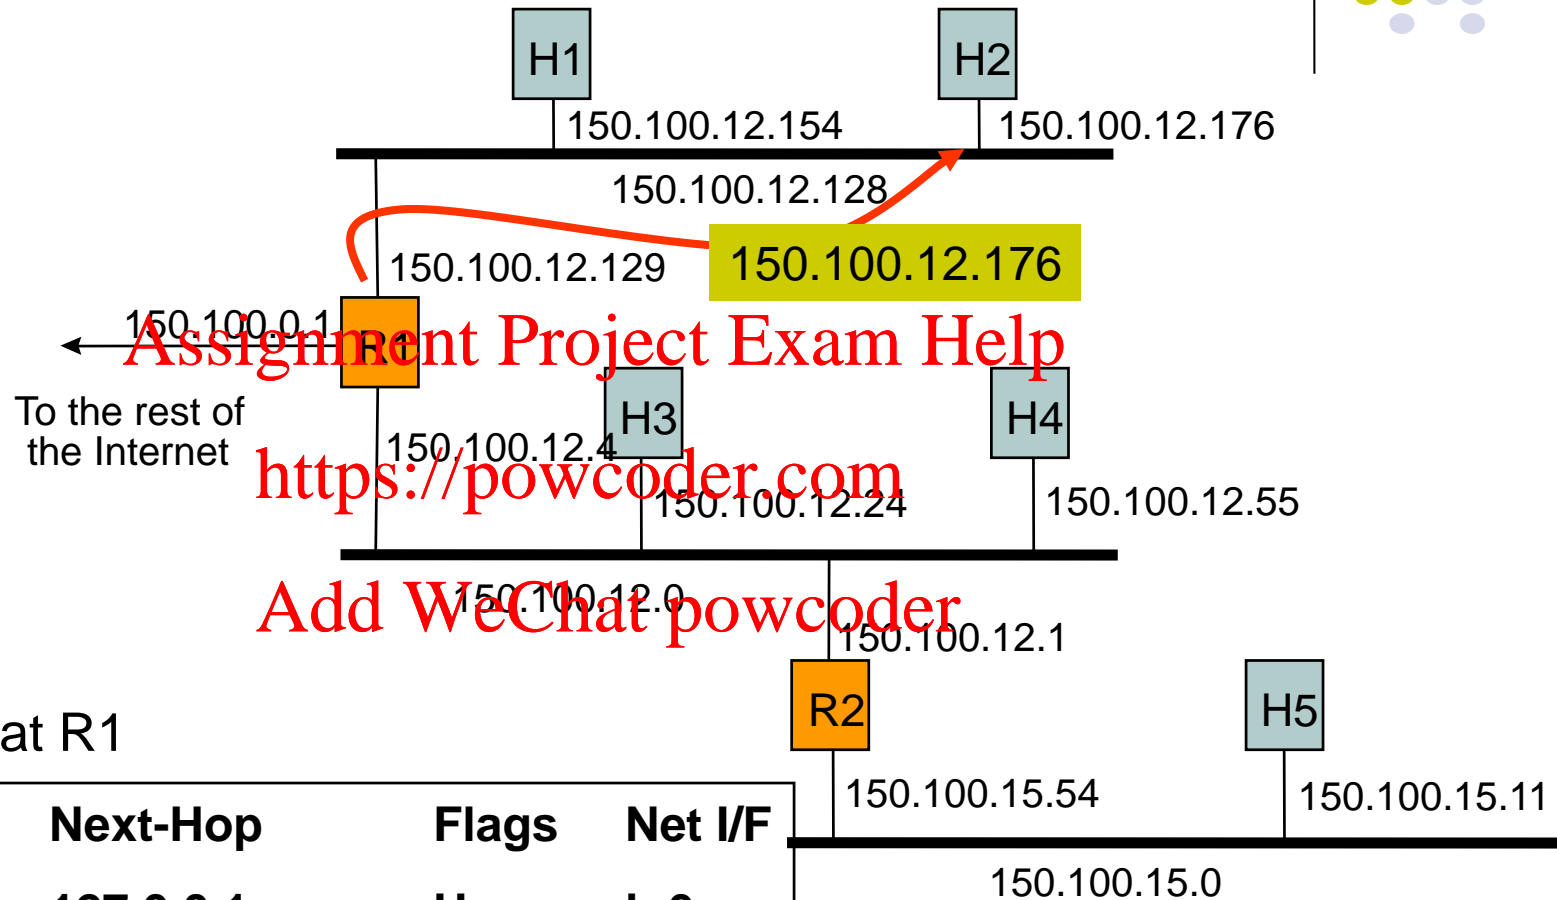 H1
H2
150.100.12.154
150.100.12.176
150.100.12.128
150.100.12.176
150.100.12.129
150.100.0.1
R1
Assignment Project Exam Help
To the rest of
the Internet
H3
H4
150.100.12.4
https://powcoder.com
150.100.12.24
150.100.12.55
150.100.12.0
Add WeChat powcoder
150.100.12.1
R2
H5
at R1
150.100.15.54
150.100.15.11
Next-Hop Flags Net I/F
150.100.15.0